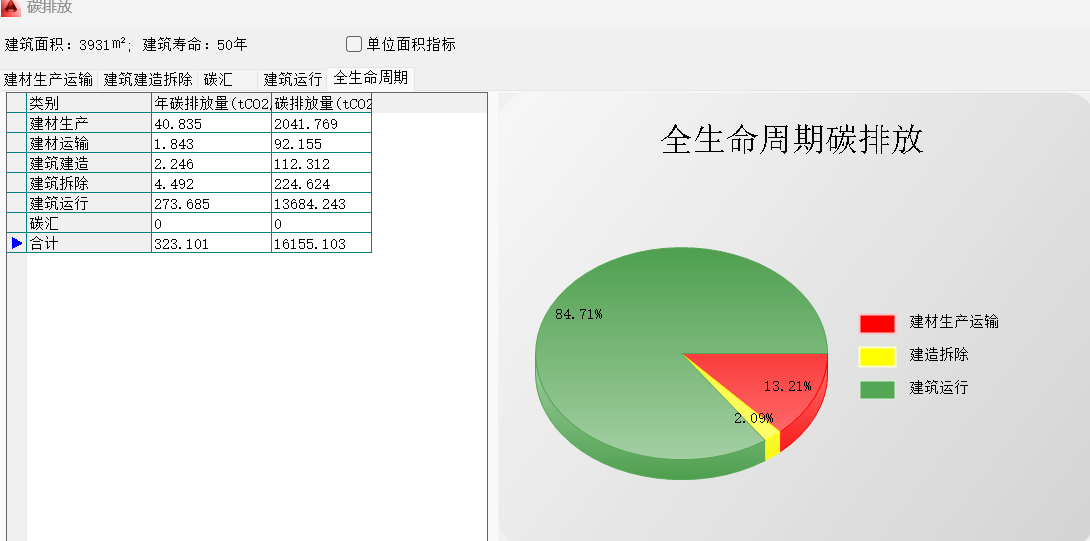 碳排放
建筑面积: 3931㎡; 建筑寿命: 50年 单位面积指标
建材生产运输 建筑建造拆除 碳汇 建筑运行 全生命周期
类别 年碳排放量(tCO2 碳排放量(tCO2
建材生产 40.835 2041.769
建材运输 1.843 92.155
建筑建造 2.246 112.312
建筑拆除 4.492 224.624
建筑运行 273.685 13684.243
碳汇 0 0
合计 323.101 16155.103
全生命周期碳排放
84.71%
13.21%
2.09%
建材生产运输
建造拆除
建筑运行